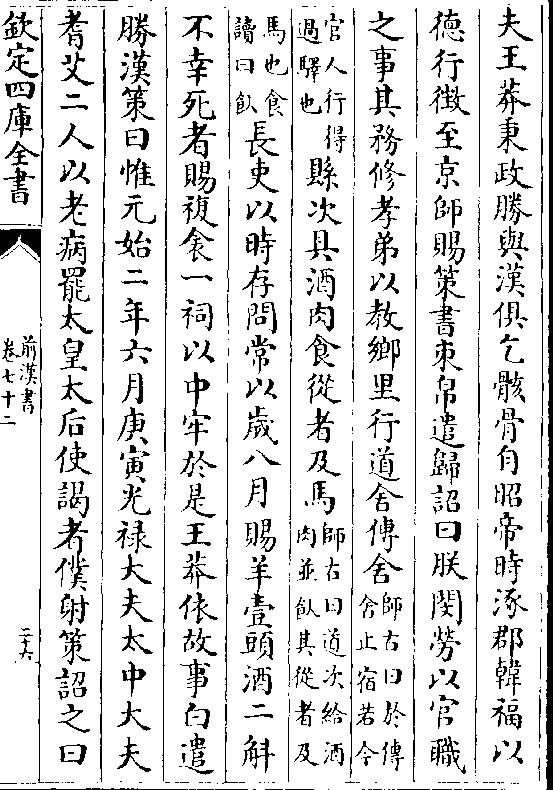 夫王莽秉政勝與漢俱乞骸骨自昭帝時涿郡韓福以
德行徴至京師賜策書束帛遣歸詔曰朕閔勞以官職
之事其務修孝弟以教鄉里行道舍傳舍師古曰於傳舍止宿若今
官人行得過驛也縣次具酒肉食從者及馬師古曰道次給酒肉並飲其從者及
馬也食讀曰飲長吏以時存問常以歲八月賜羊壹頭酒二斛
不幸死者賜複衾一祠以中牢於是王莽依故事白遣
勝漢策曰惟元始二年六月庚寅光禄大夫太中大夫
耆艾二人以老病罷太皇太后使謁者僕射策詔之曰
欽定四庫全書
前漢書
卷七十二
二六